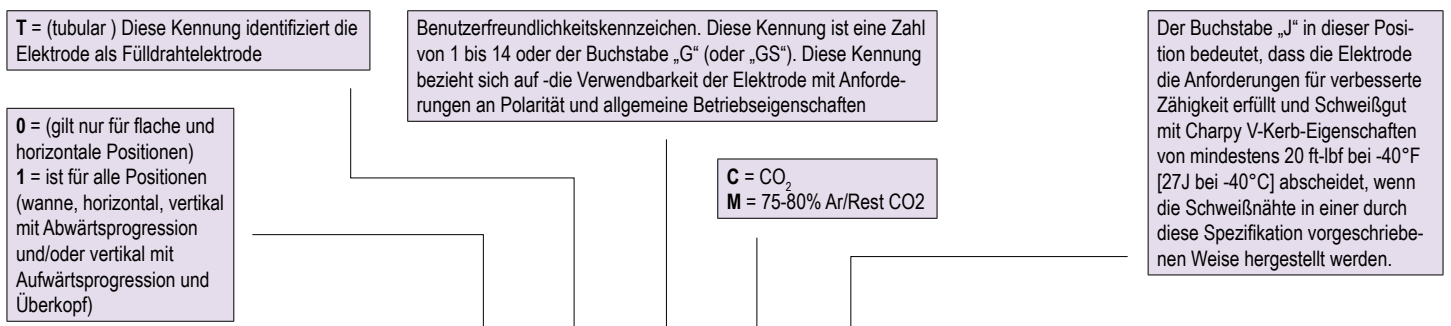 T = (tubular ) Diese Kennung identifiziert die
Elektrode als Fülldrahtelektrode
Benutzerfreundlichkeitskennzeichen. Diese Kennung ist eine Zahl
von 1 bis 14 oder der Buchstabe „G“ (oder „GS“). Diese Kennung
bezieht sich auf -die Verwendbarkeit der Elektrode mit Anforde-
rungen an Polarität und allgemeine Betriebseigenschaften
Der Buchstabe „J“ in dieser Posi-
tion bedeutet, dass die Elektrode
die Anforderungen für verbesserte
Zähigkeit erfüllt und Schweißgut
mit Charpy V-Kerb-Eigenschaften
von mindestens 20 ft-lbf bei -40°F
[27J bei -40°C] abscheidet, wenn
die Schweißnähte in einer durch
diese Spezifikation vorgeschriebe-
nen Weise hergestellt werden.
0 = (gilt nur für flache und
horizontale Positionen)
1 = ist für alle Positionen
(wanne, horizontal, vertikal
mit Abwärtsprogression
und/oder vertikal mit
Aufwärtsprogression und
Überkopf)
C = CO₂
M = 75-80% Ar/Rest CO2